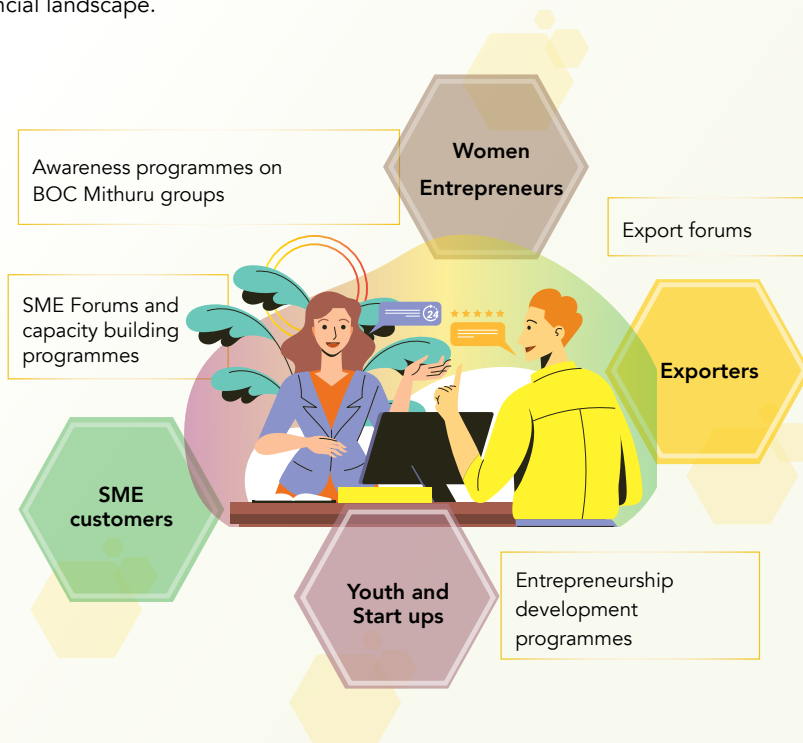 ncial landscape.
Women
Entrepreneurs
Awareness programmes on
BOC Mithuru groups
Export forums
SME Forums and
capacity building
programmes
24
Exporters
SME
customers
Youth and
Start ups
Entrepreneurship
development
programmes